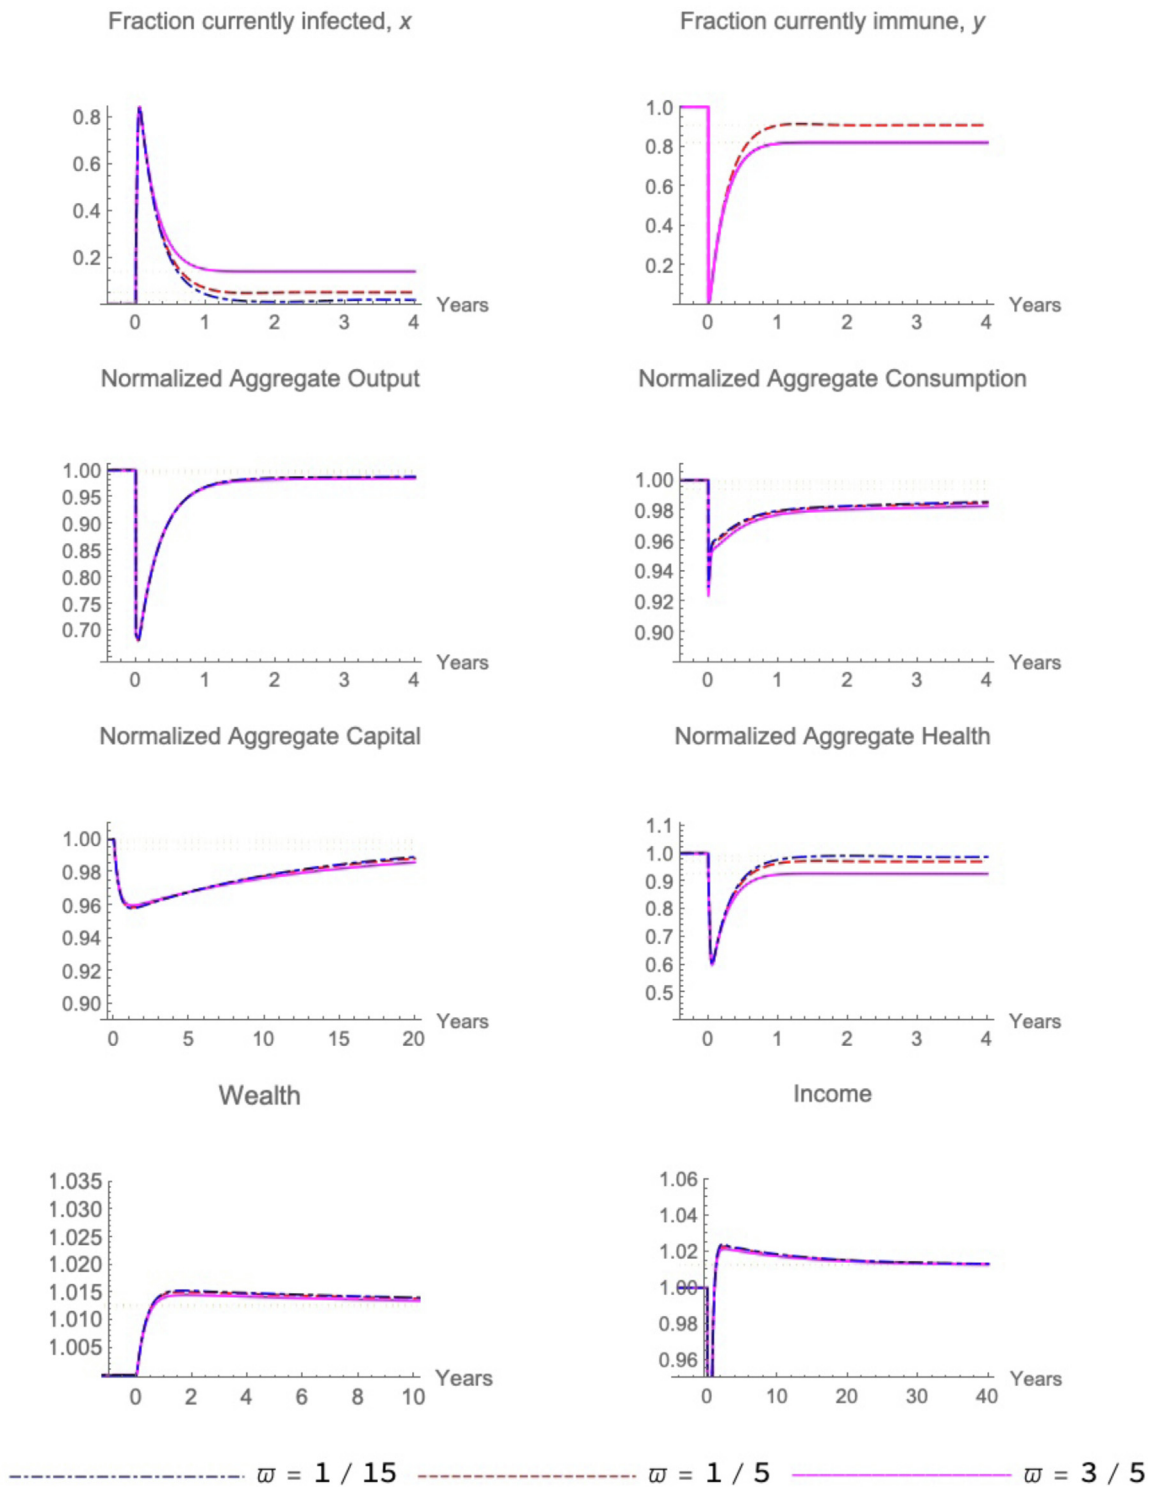 Fraction currently infected, x
Fraction currently immune, y
0.8
0.6
0.4
0.2
0 1 2 3 4
Years
1.0
0.8
0.6
0.4
0.2
0 1 2 3 4
Years
Normalized Aggregate Output
Normalized Aggregate Consumption
1.00
0.95
0.90
0.85
0.80
0.75
0.70
0 1 2 3 4
Years
1.00
0.98
0.96
0.94
0.92
0.90
0 1 2 3 4
Years
Normalized Aggregate Capital
Normalized Aggregate Health
1.00
0.98
0.96
0.94
0.92
0.90
0 5 10 15 20
Years
1.1
1.0
0.9
0.8
0.7
0.6
0.5
0 1 2 3 4
Years
Wealth
Income
1.035
1.030
1.025
1.020
1.015
1.010
1.005
0 2 4 6 8 10
Years
1.06
1.04
1.02
1.00
0.98
0.96
0 10 20 30 40
Years
ϖ = 1 / 15 ϖ = 1 / 5 ϖ = 3 / 5